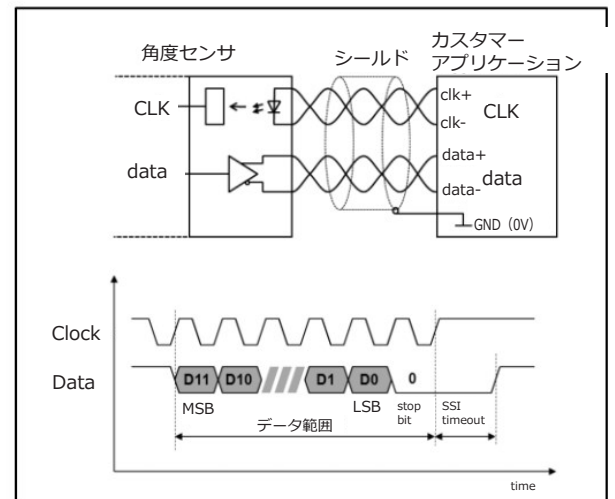 角度センサ
シールド
カスタマー
アプリケーション
CLK
clk+
clk-
CLK
data
data+
data-
data
GND（0V）
Clock
Data
D11
D10
D1
D0
0
MSB
LSB
stop
bit
SSI
timeout
データ範囲
time